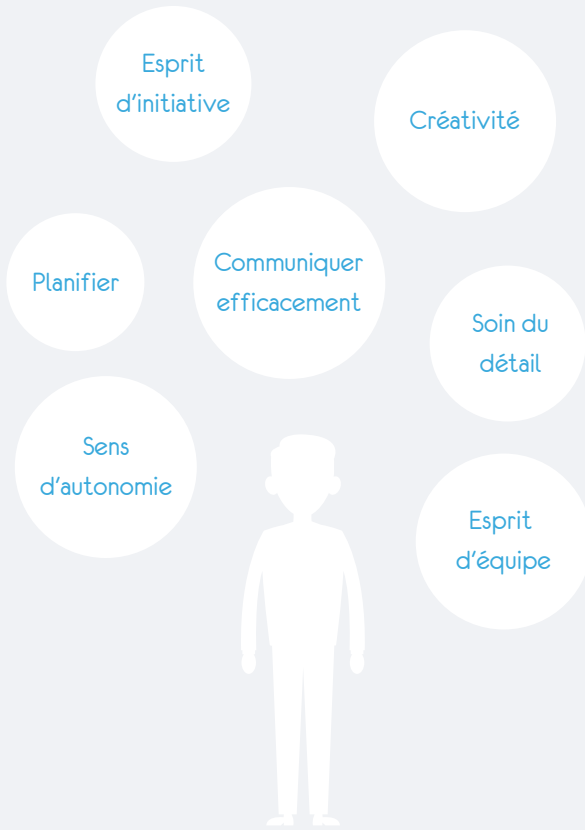 Esprit
d'initiative
Créativité
Planifier
Communiquer
efficacement
Soin du
détail
Sens
d'autonomie
Esprit
d'équipe